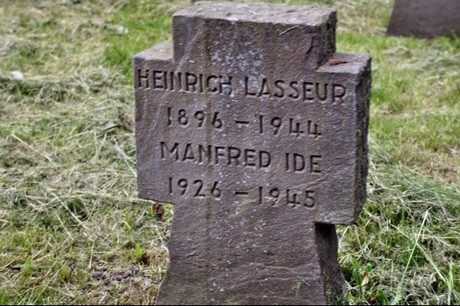 HEINRICH LASSEUR
1896 – 1944
MANFRED IDE
1926 – 1945